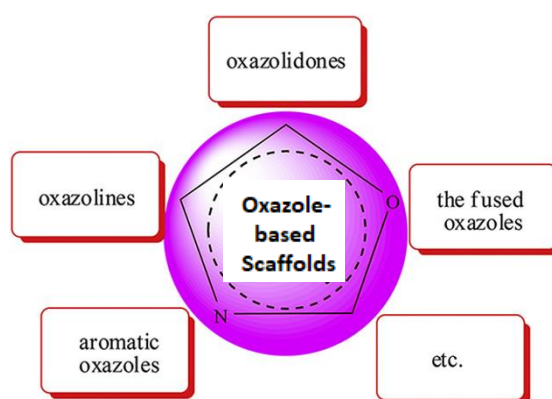 oxazolidones
oxazolines
Oxazole-
based
Scaffolds
O
the fused
oxazoles
N
aromatic
oxazoles
etc.